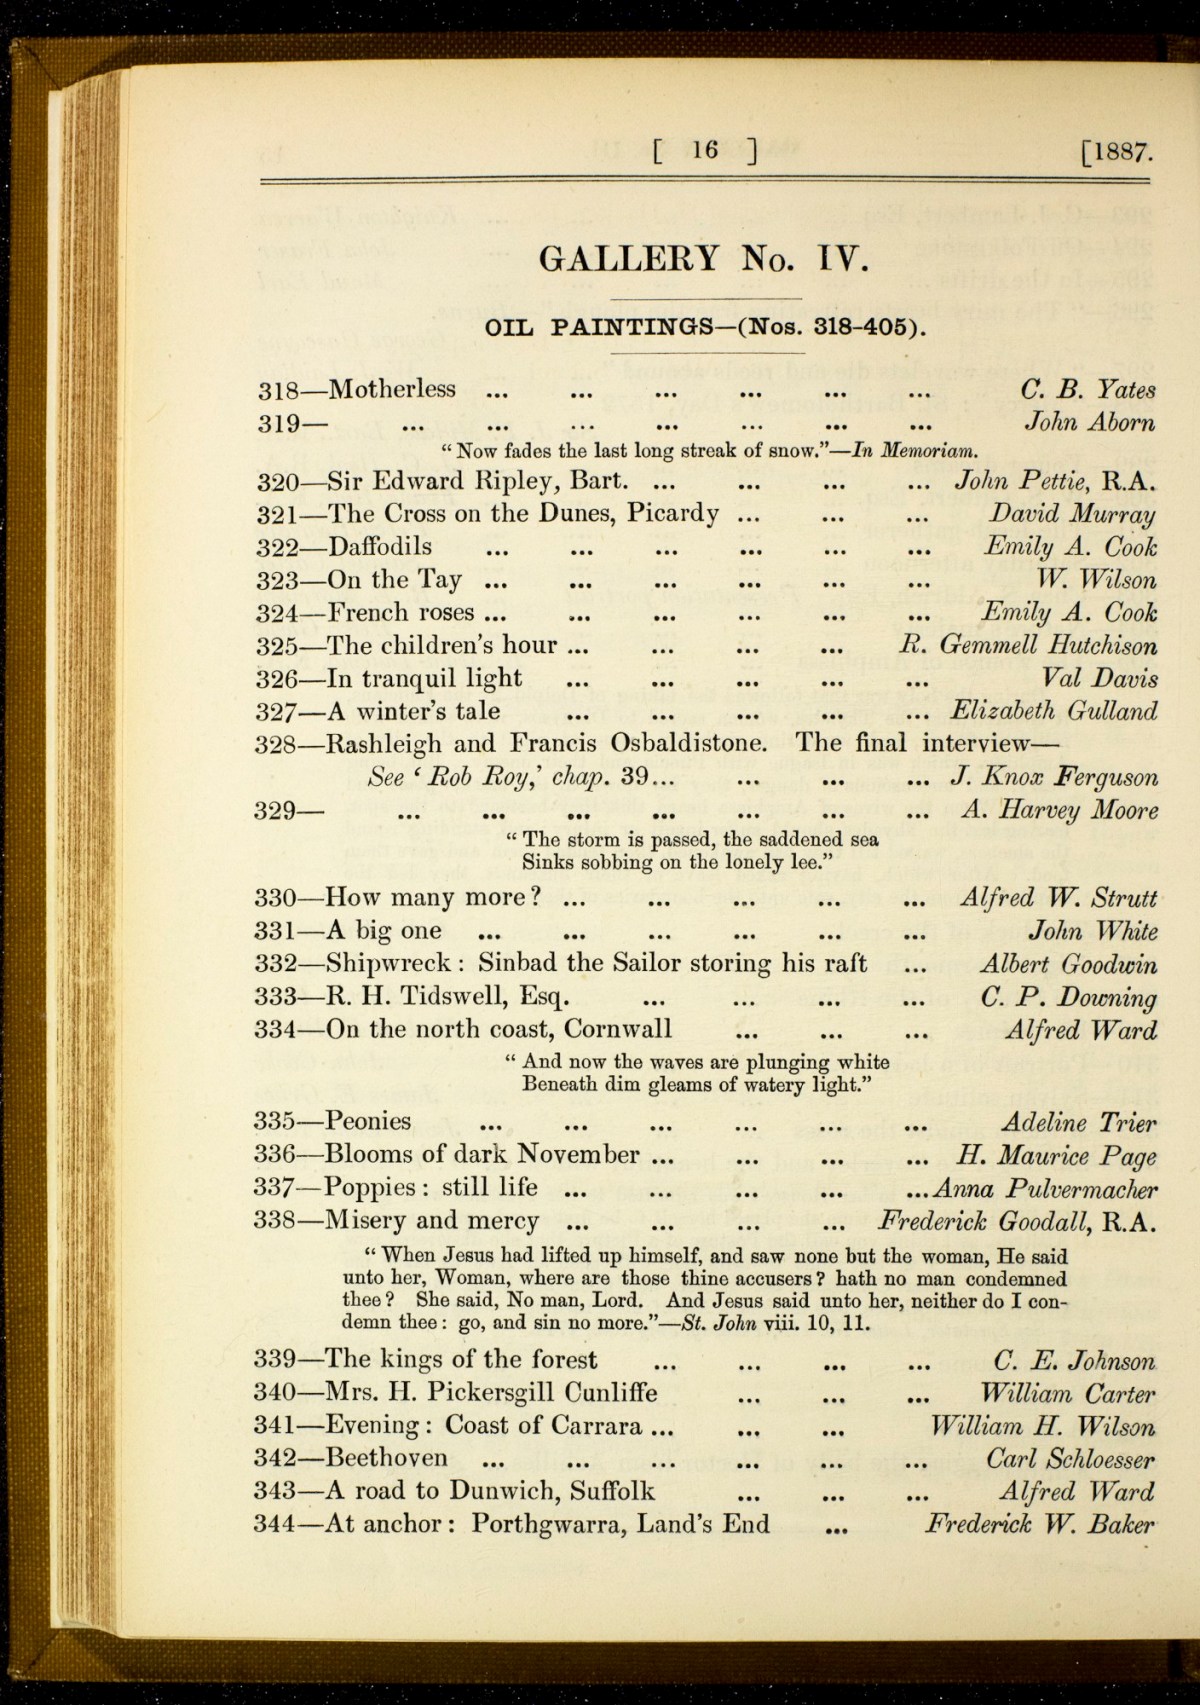 [ 16 ] [1887.
GALLERY No. IV.
OIL PAINTINGS—(Nos. 318-405).
318—Motherless ... ... ... ... ... ... C. B. Yates
319— ... ... ... ... ... ... ... John Aborn
"Now fades the last long streak of snow."—In Memoriam.
320—Sir Edward Ripley, Bart. ... ... ... ... John Pettie, R.A.
321—The Cross on the Dunes, Picardy ... ... ... David Murray
322—Daffodils ... ... ... ... ... ... Emily A. Cook
323—On the Tay ... ... ... ... ... ... W. Wilson
324—French roses ... ... ... ... ... ... Emily A. Cook
325—The children's hour ... ... ... ... R. Gemmell Hutchison
326—In tranquil light ... ... ... ... ... Val Davis
327—A winter's tale ... ... ... ... ... Elizabeth Gulland
328—Rashleigh and Francis Osbaldistone. The final interview—
See 'Rob Roy,' chap. 39... ... ... ... J. Knox Ferguson
329— ... ... ... ... ... ... ... A. Harvey Moore
"The storm is passed, the saddened sea
Sinks sobbing on the lonely lee."
330—How many more? ... ... ... ... ... Alfred W. Strutt
331—A big one ... ... ... ... ... ... John White
332—Shipwreck: Sinbad the Sailor storing his raft ... Albert Goodwin
333—R. H. Tidswell, Esq. ... ... ... ... C. P. Downing
334—On the north coast, Cornwall ... ... ... Alfred Ward
"And now the waves are plunging white
Beneath dim gleams of watery light."
335—Peonies ... ... ... ... ... ... Adeline Trier
336—Blooms of dark November ... ... ... ... H. Maurice Page
337—Poppies: still life ... ... ... ... ... Anna Pulvermacher
338—Misery and mercy ... ... ... ... Frederick Goodall, R.A.
"When Jesus had lifted up himself, and saw none but the woman, He said
unto her, Woman, where are those thine accusers? hath no man condemned
thee? She said, No man, Lord. And Jesus said unto her, neither do I con-
demn thee: go, and sin no more."—St. John viii. 10, 11.
339—The kings of the forest ... ... ... ... C. E. Johnson
340—Mrs. H. Pickersgill Cunliffe ... ... ... William Carter
341—Evening: Coast of Carrara ... ... ... William H. Wilson
342—Beethoven ... ... ... ... ... ... Carl Schloesser
343—A road to Dunwich, Suffolk ... ... ... Alfred Ward
344—At anchor: Porthgwarra, Land's End ... Frederick W. Baker